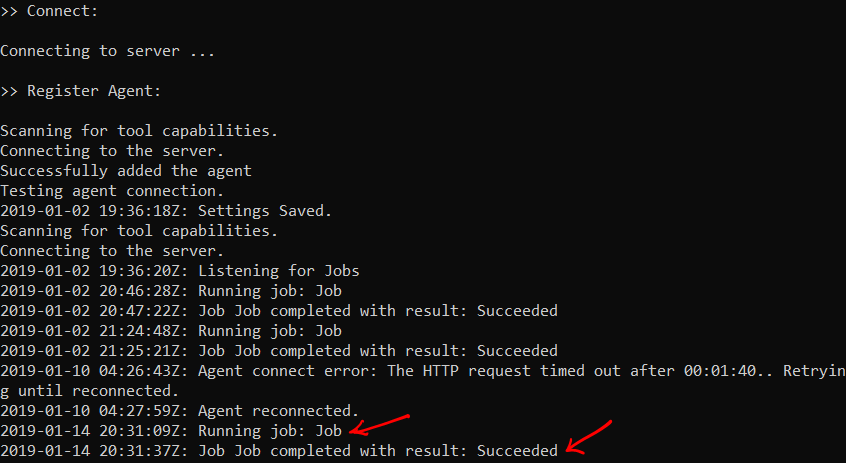 >> Connect:
Connecting to server ...
>> Register Agent:
Scanning for tool capabilities.
Connecting to the server.
Successfully added the agent
Testing agent connection.
2019-01-02 19:36:18Z: Settings Saved.
Scanning for tool capabilities.
Connecting to the server.
2019-01-02 19:36:20Z: Listening for Jobs
2019-01-02 20:46:28Z: Running job: Job
2019-01-02 20:47:22Z: Job Job completed with result: Succeeded
2019-01-02 21:24:48Z: Running job: Job
2019-01-02 21:25:21Z: Job Job completed with result: Succeeded
2019-01-10 04:26:43Z: Agent connect error: The HTTP request timed out after 00:01:40.. Retryin
g until reconnected.
2019-01-10 04:27:59Z: Agent reconnected.
2019-01-14 20:31:09Z: Running job: Job
2019-01-14 20:31:37Z: Job Job completed with result: Succeeded